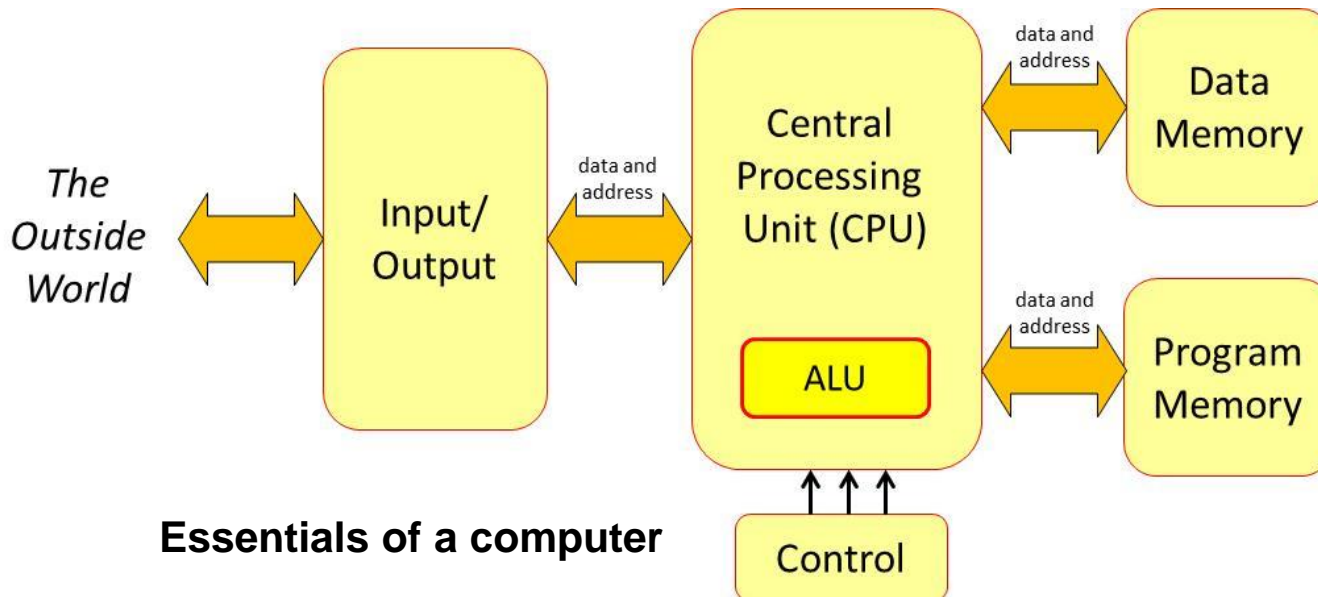 The
Outside
World
Input/
Output
data and
address
Central
Processing
Unit (CPU)
ALU
data and
address
Data
Memory
data and
address
Program
Memory
Essentials of a computer
Control